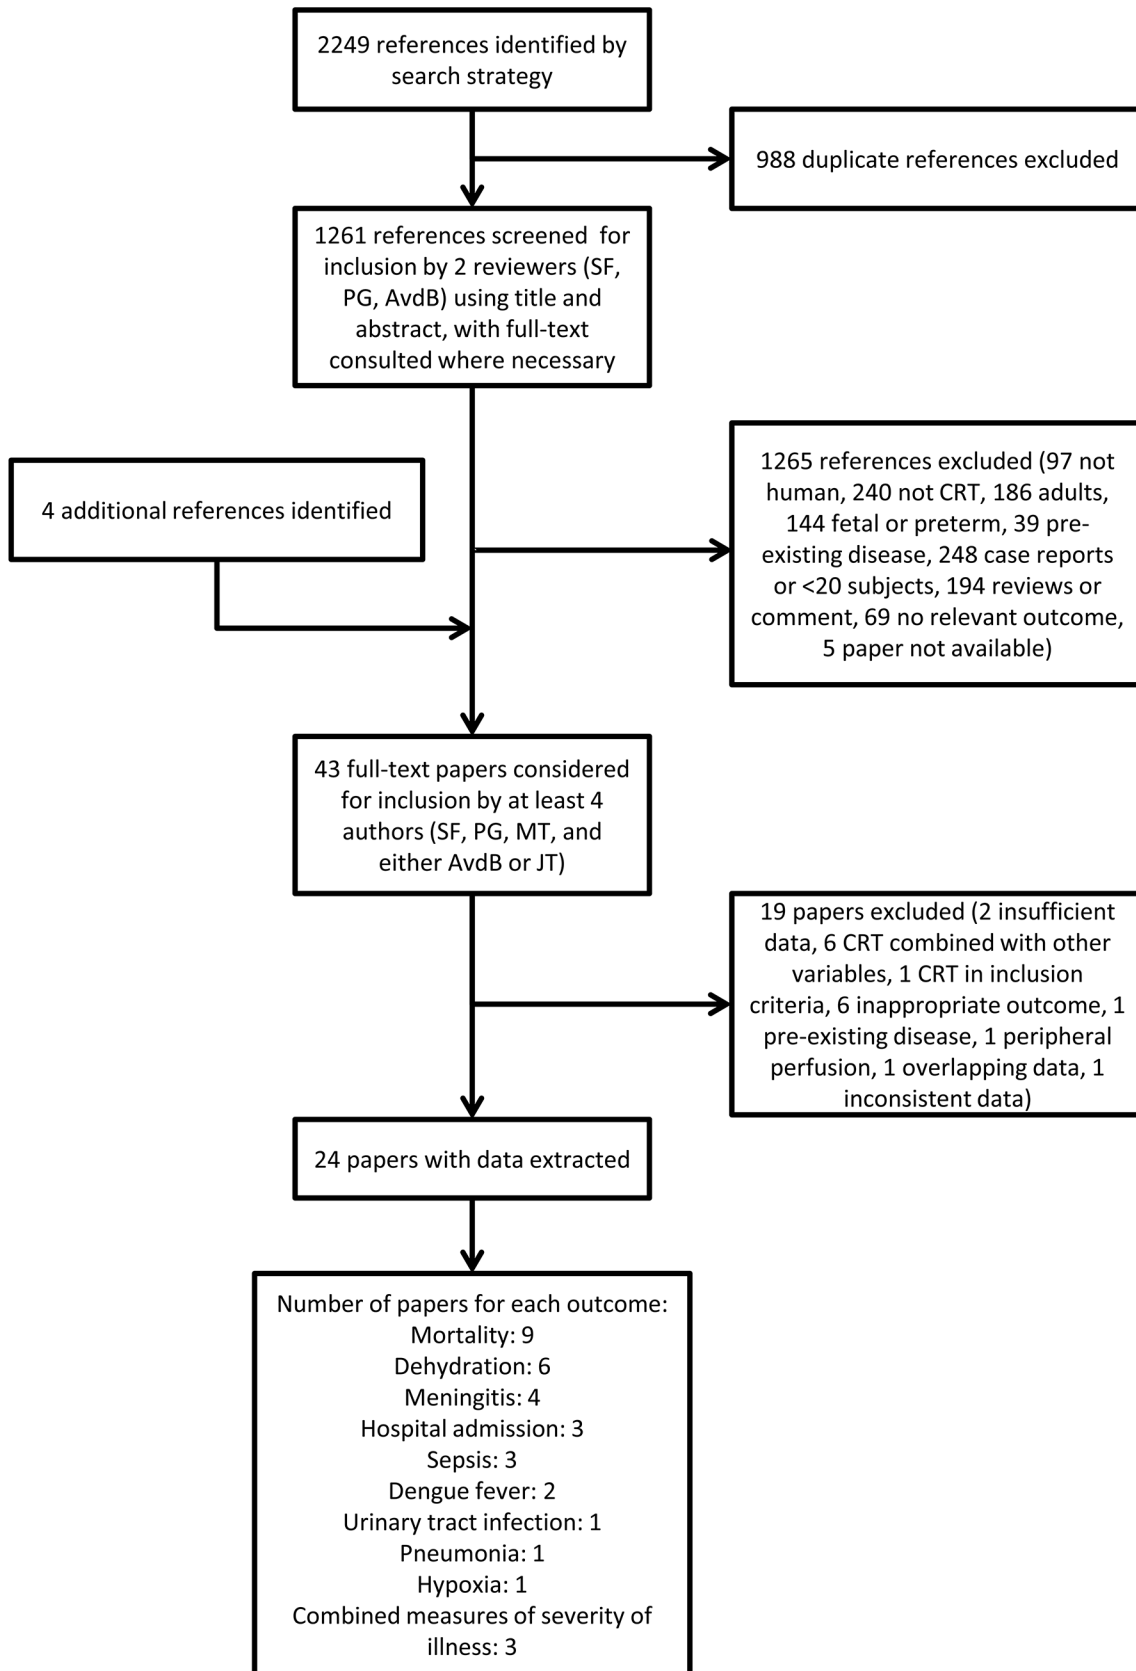 2249 references identified by
search strategy
988 duplicate references excluded
1261 references screened for
inclusion by 2 reviewers (SF,
PG, AvdB) using title and
abstract, with full-text
consulted where necessary
4 additional references identified
1265 references excluded (97 not
human, 240 not CRT, 186 adults,
144 fetal or preterm, 39 pre-
existing disease, 248 case reports
or <20 subjects, 194 reviews or
comment, 69 no relevant outcome,
5 paper not available)
43 full-text papers considered
for inclusion by at least 4
authors (SF, PG, MT, and
either AvdB or JT)
19 papers excluded (2 insufficient
data, 6 CRT combined with other
variables, 1 CRT in inclusion
criteria, 6 inappropriate outcome, 1
pre-existing disease, 1 peripheral
perfusion, 1 overlapping data, 1
inconsistent data)
24 papers with data extracted
Number of papers for each outcome:
Mortality: 9
Dehydration: 6
Meningitis: 4
Hospital admission: 3
Sepsis: 3
Dengue fever: 2
Urinary tract infection: 1
Pneumonia: 1
Hypoxia: 1
Combined measures of severity of
illness: 3